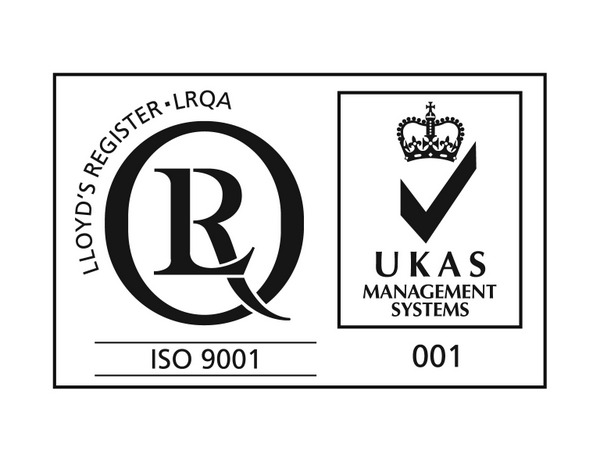 LLOYD'S REGISTER · LRQA
LR
ISO 9001
UKAS
MANAGEMENT
SYSTEMS
001